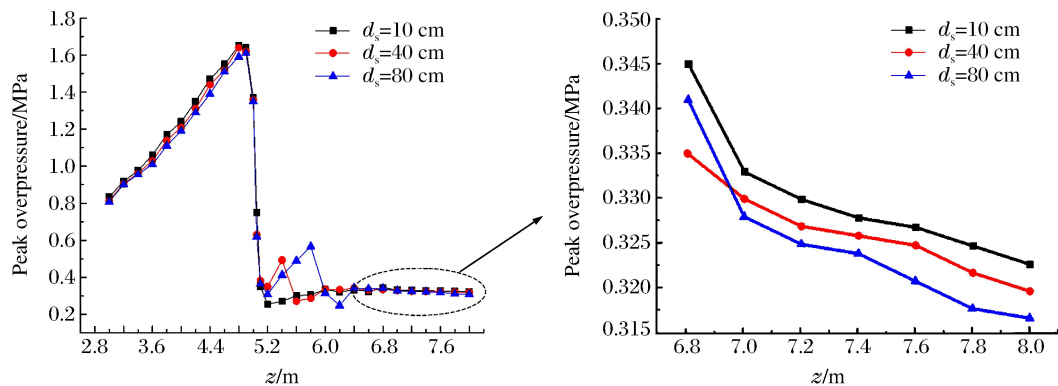 1.8
1.6
1.4
1.2
1.0
0.8
0.6
0.4
0.2
Peak overpressure/MPa
2.8 3.6 4.4 5.2 6.0 6.8 7.6
z/m
dₛ=10 cm
dₛ=40 cm
dₛ=80 cm
0.350
0.345
0.340
0.335
0.330
0.325
0.320
0.315
Peak overpressure/MPa
6.8 7.0 7.2 7.4 7.6 7.8 8.0
z/m
dₛ=10 cm
dₛ=40 cm
dₛ=80 cm